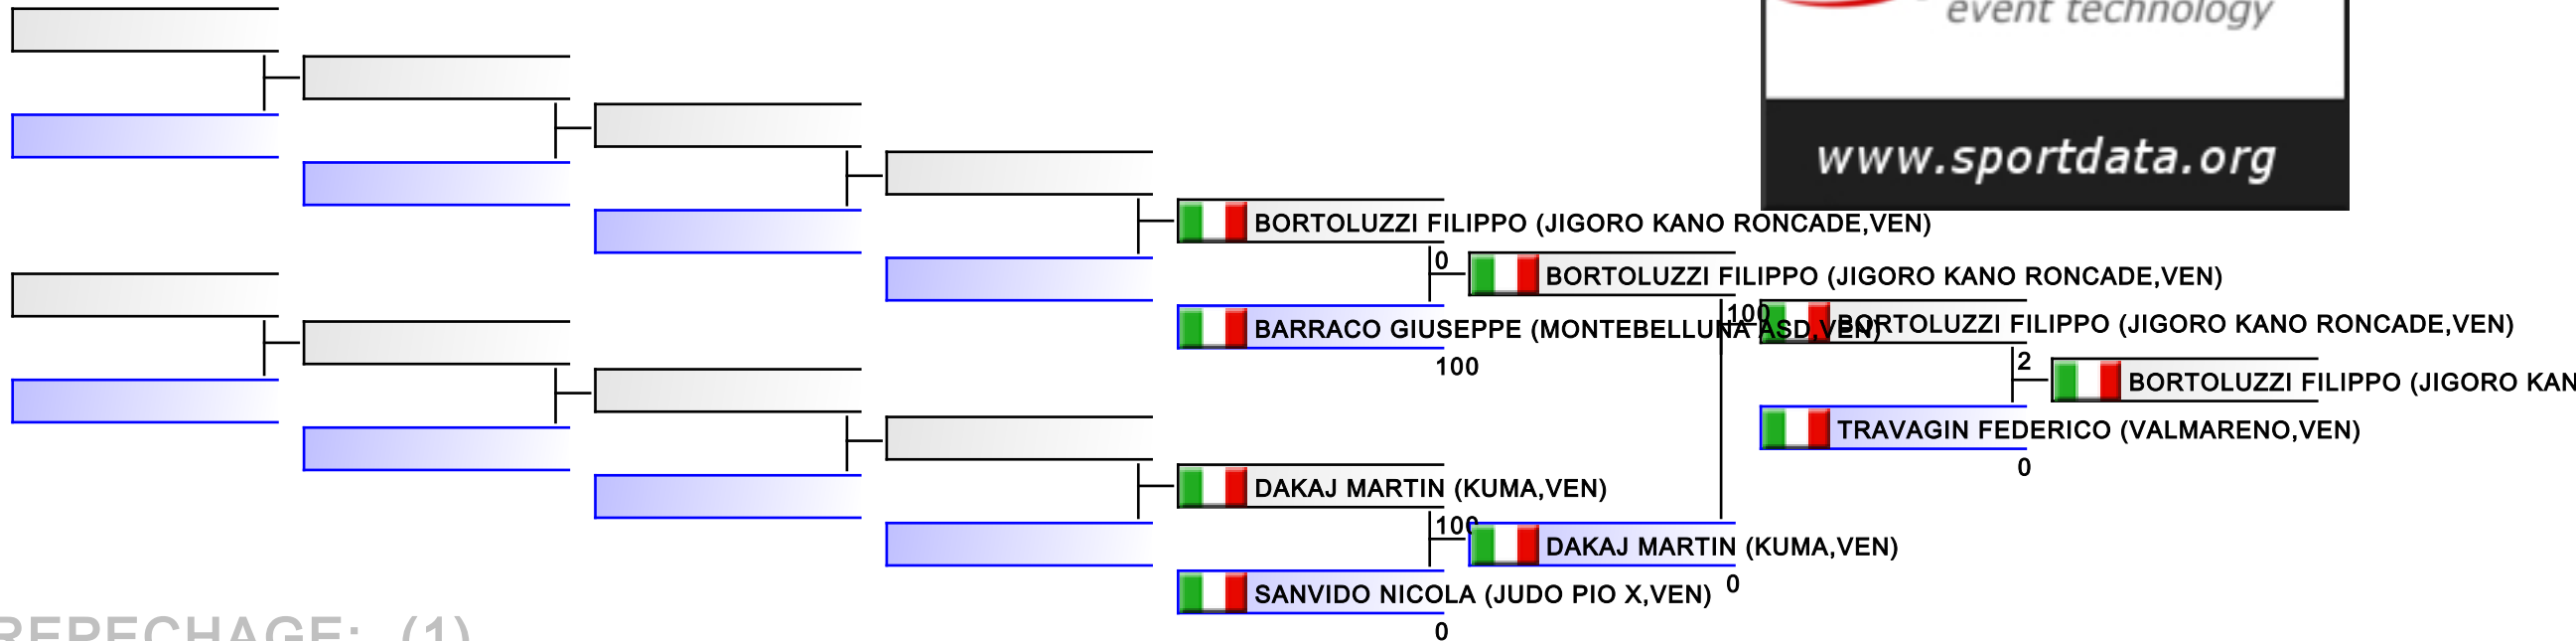 event technology
www.sportdata.org
BORTOLUZZI FILIPPO (JIGORO KANO RONCADE,VEN)
0
BORTOLUZZI FILIPPO (JIGORO KANO RONCADE,VEN)
100
BARRACO GIUSEPPE (MONTEBELLUNA ASD,VEN)
BORTOLUZZI FILIPPO (JIGORO KANO RONCADE,VEN)
100
2
BORTOLUZZI FILIPPO (JIGORO KAN
TRAVAGIN FEDERICO (VALMARENO,VEN)
0
DAKAJ MARTIN (KUMA,VEN)
100
DAKAJ MARTIN (KUMA,VEN)
0
SANVIDO NICOLA (JUDO PIO X,VEN)
0
REPECHAGE: (1)